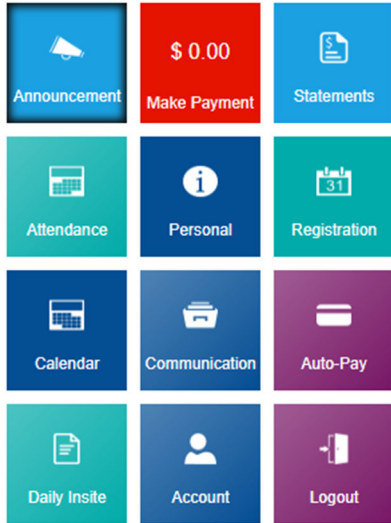 $ 0.00
Announcement
Make Payment
Statements
Attendance
Personal
31
Registration
Calendar
Communication
Auto-Pay
Daily Insite
Account
Logout